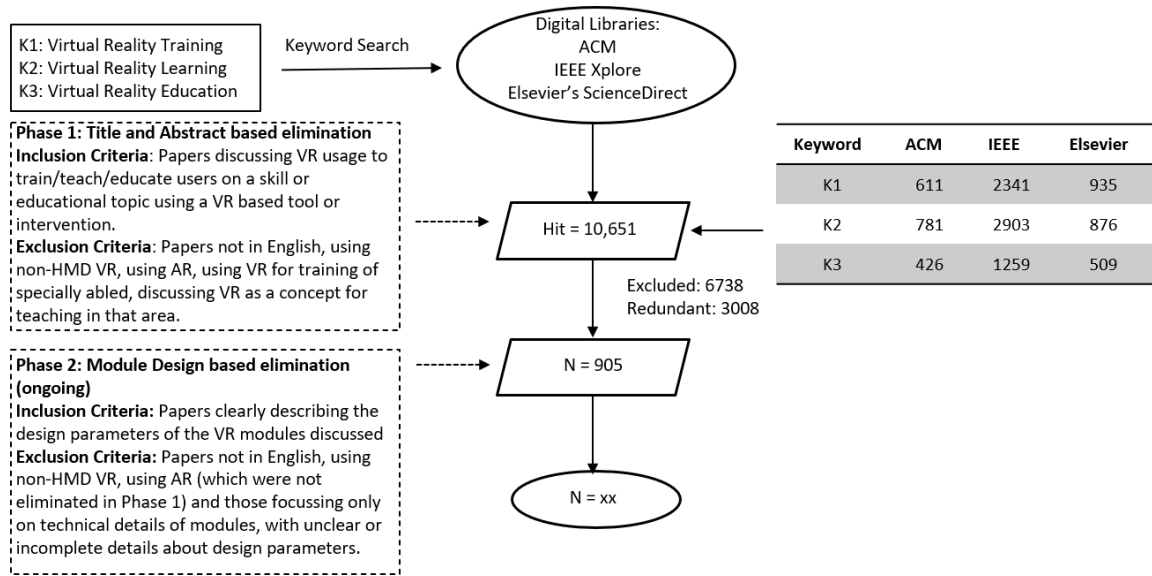 K1: Virtual Reality Training
K2: Virtual Reality Learning
K3: Virtual Reality Education
Keyword Search
Digital Libraries:
ACM
IEEE Xplore
Elsevier's ScienceDirect
Phase 1: Title and Abstract based elimination
Inclusion Criteria: Papers discussing VR usage to
train/teach/educate users on a skill or
educational topic using a VR based tool or
intervention.
Exclusion Criteria: Papers not in English, using
non-HMD VR, using AR, using VR for training of
specially abled, discussing VR as a concept for
teaching in that area.
Hit = 10,651
Keyword ACM IEEE Elsevier
K1 611 2341 935
K2 781 2903 876
K3 426 1259 509
Excluded: 6738
Redundant: 3008
Phase 2: Module Design based elimination
(ongoing)
Inclusion Criteria: Papers clearly describing the
design parameters of the VR modules discussed
Exclusion Criteria: Papers not in English, using
non-HMD VR, using AR (which were not
eliminated in Phase 1) and those focussing only
on technical details of modules, with unclear or
incomplete details about design parameters.
N = 905
N = xx